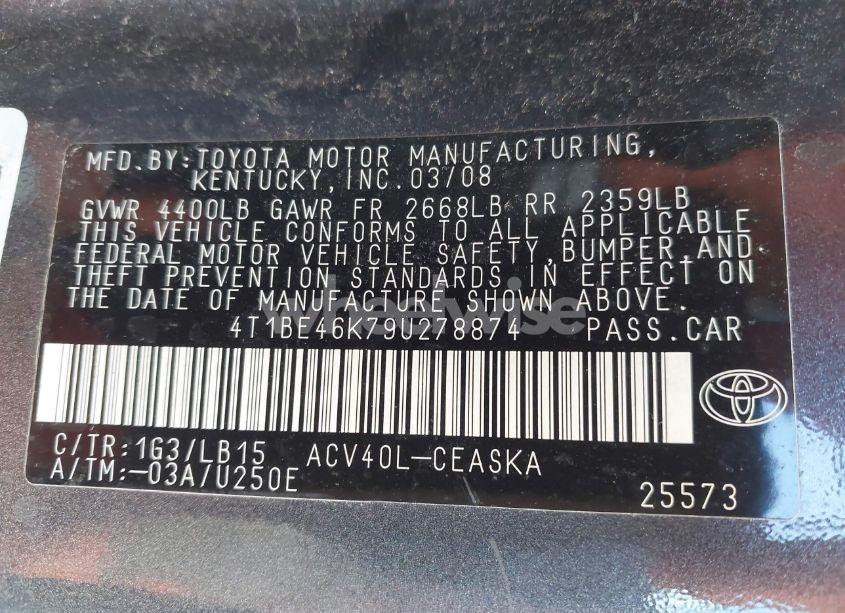 MFD.BY:TOYOTA MOTOR MANUFACTURING,
KENTUCKY,INC.03/08
GVWR 4400LB GAWR FR 2668LB RR 2359LB
THIS VEHICLE CONFORMS TO ALL APPLICABLE
FEDERAL MOTOR VEHICLE SAFETY,BUMPER,AND
THEFT PREVENTION STANDARDS IN EFFECT ON
THE DATE OF MANUFACTURE SHOWN ABOVE.
wheelwise
4T1BE46K79U278874 PASS.CAR
C/TR:1G3/LB15 ACV40L-CEASKA
A/TM:-03A/U250E
25573